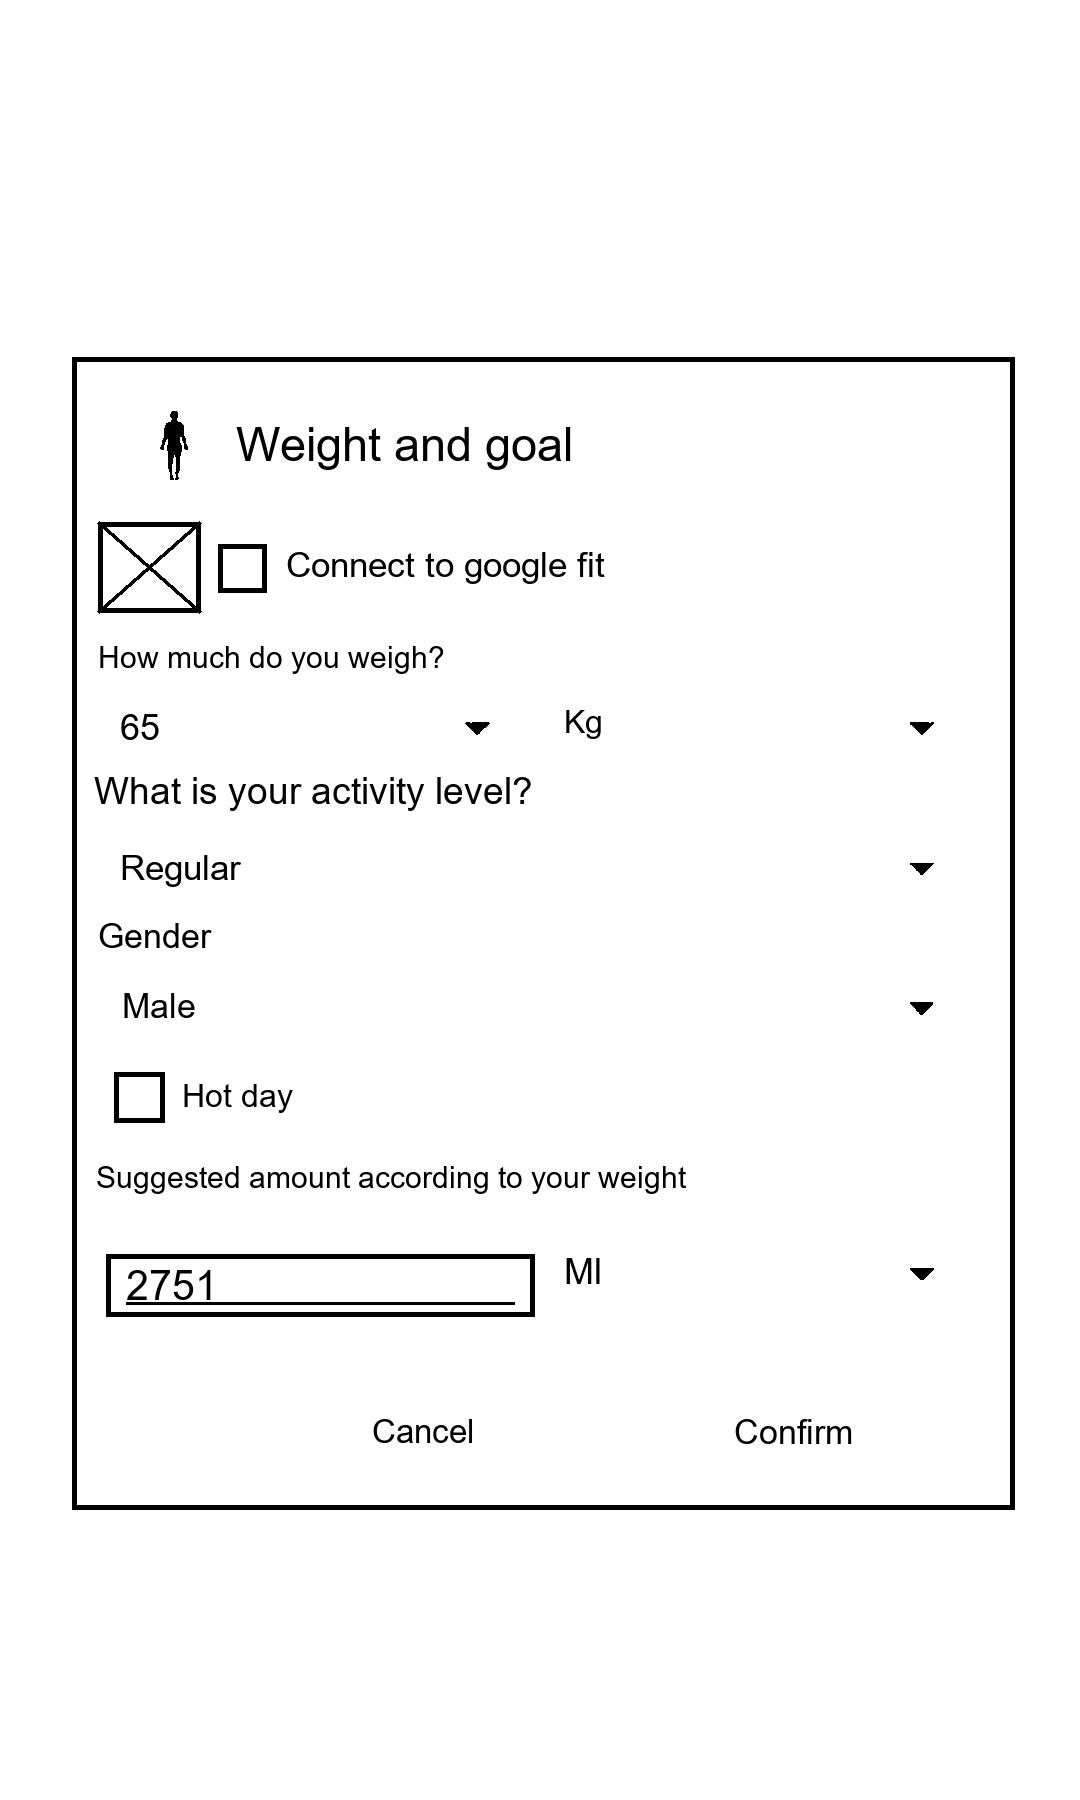 Weight and goal
Connect to google fit
How much do you weigh?
65 Kg
What is your activity level?
Regular
Gender
Male
Hot day
Suggested amount according to your weight
2751 Ml
Cancel Confirm